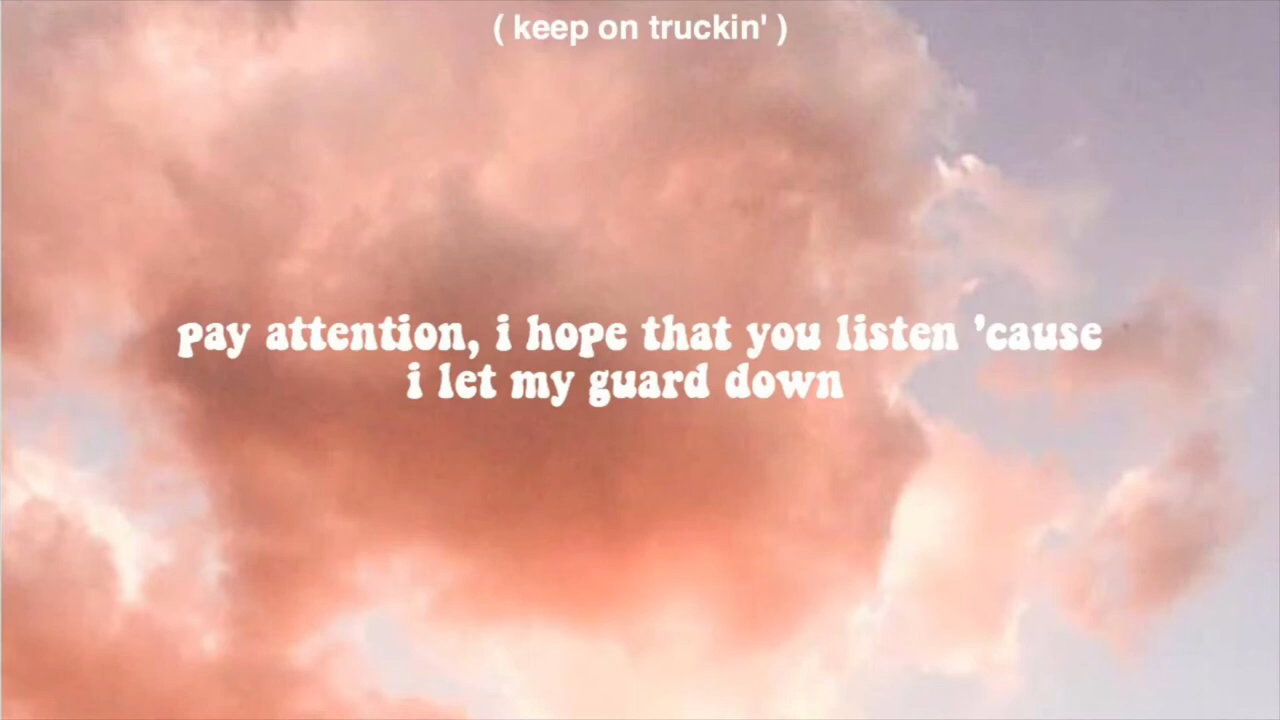 ( keep on truckin' )
pay attention, i hope that you listen 'cause
i let my guard down